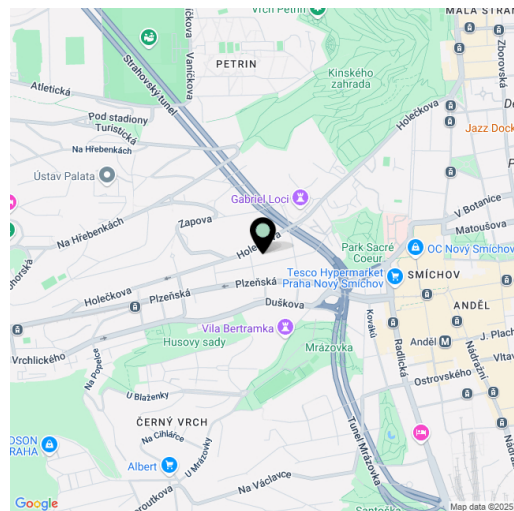 Vrch Petřín
MALÁ STRAN
Vaníčkova
Strahovský tunel
PETRIN
Kinského
zahrada
Zborovská
Atletická
Pod stadiony
Turistická
Holečkova
Jazz Dock
Na Hřebenkách
Ústav Palata
Gabriel Loci
V Botanice
Matoušova
Zapova
Na Hřebenkách
Holečkova
Park Sacré
Coeur
OC Nový Smíchov
Tesco Hypermarket
Praha Nový Smíchov
SMÍCHOV
Plzeňská
Holečkova
Plzeňská
Duškova
ANDĚL
Kováků
Radlická
Vila Bertramka
Husovy sady
Mrázovka
Anděl
J. Plach
Nádražní
Vltav
Vrchlického
Na Popelce
Ostrovského
U Blaženky
ČERNÝ VRCH
Na Cihlářce
U Mrázovky
Tunel Mrázovka
Albert
Na Václavce
Google
Map data ©2025